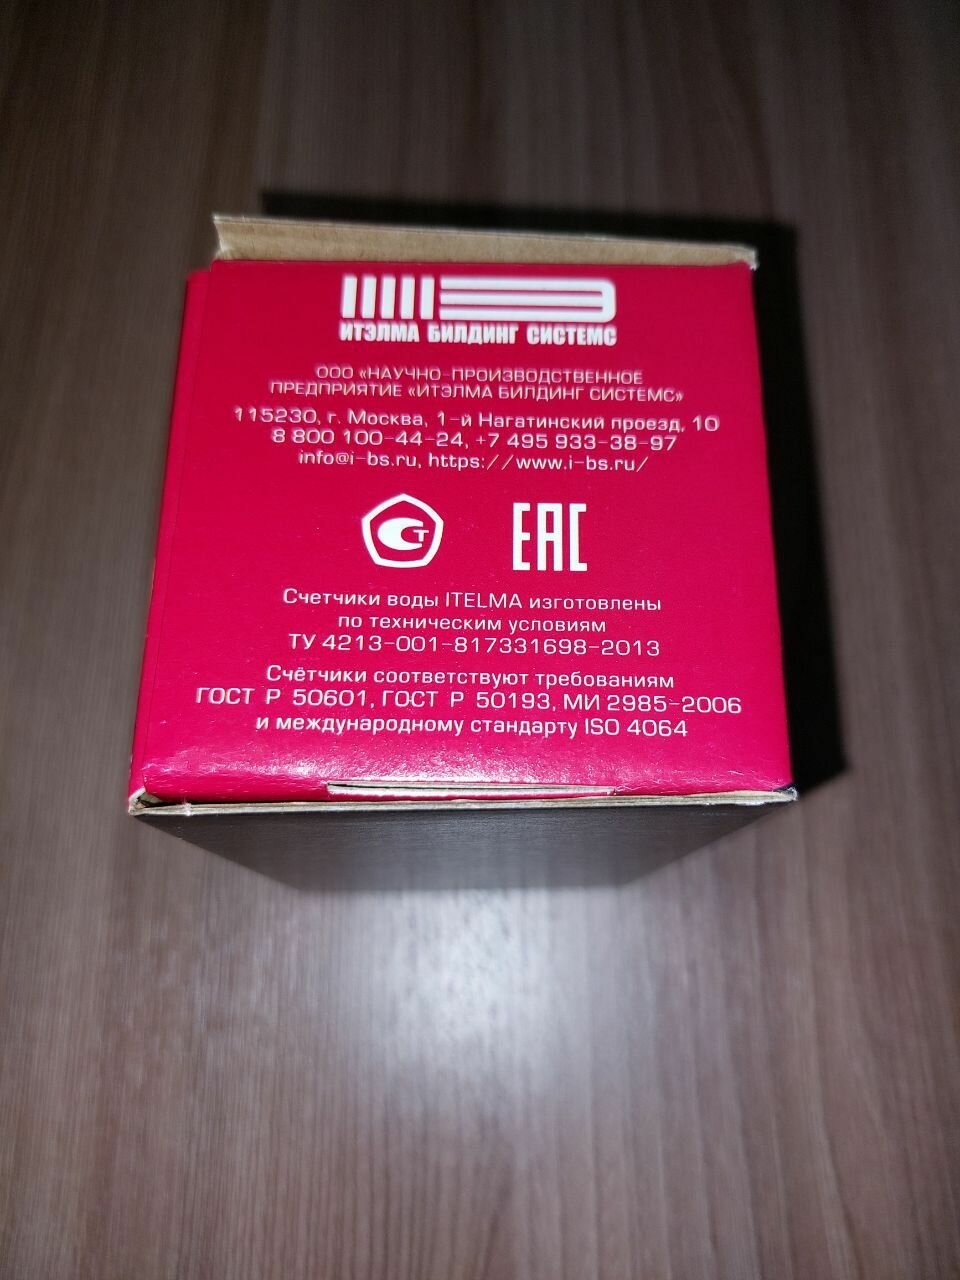 ИТЭЛМА БИЛДИНГ СИСТЕМС
ООО «НАУЧНО-ПРОИЗВОДСТВЕННОЕ
ПРЕДПРИЯТИЕ «ИТЭЛМА БИЛДИНГ СИСТЕМС»
115230, г. Москва, 1-й Нагатинский проезд, 10
8 800 100-44-24, +7 495 933-38-97
info@i-bs.ru, https://www.i-bs.ru/
СТ EAC
Счетчики воды ITELMA изготовлены
по техническим условиям
ТУ 4213-001-817331698-2013
Счётчики соответствуют требованиям
ГОСТ Р 50601, ГОСТ Р 50193, МИ 2985-2006
и международному стандарту ISO 4064